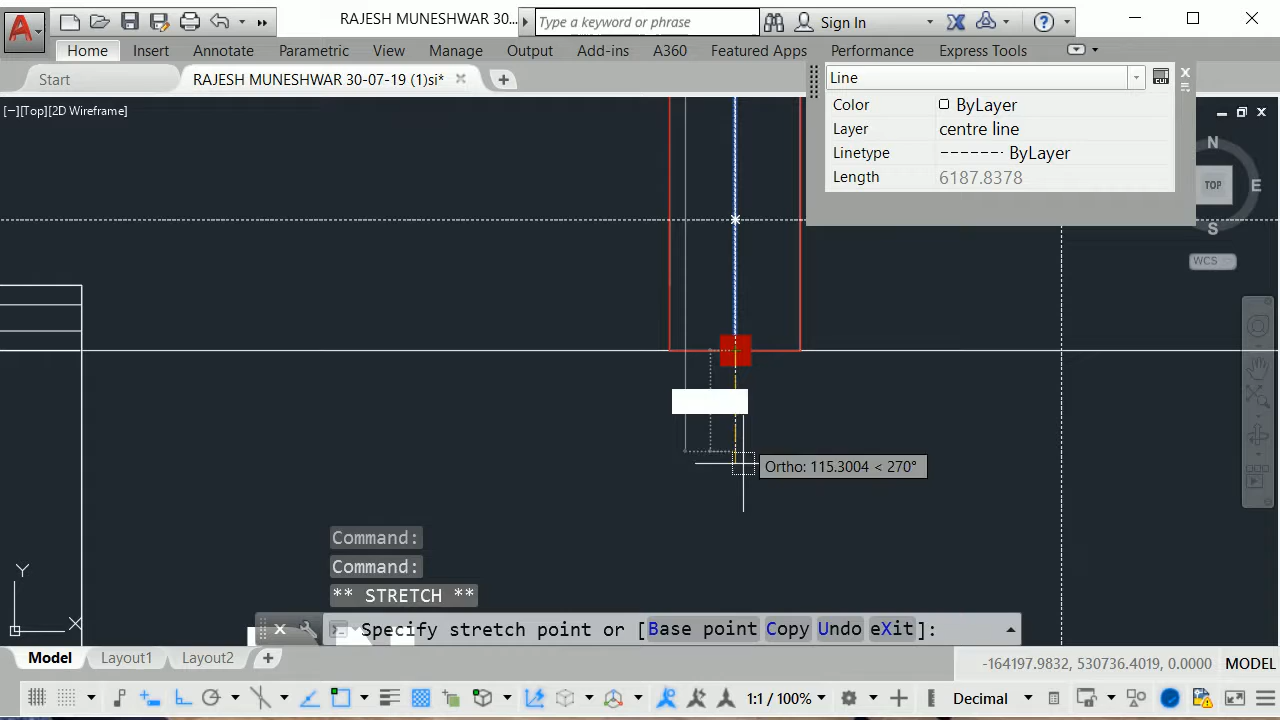 RAJESH MUNESHWAR 30...
Type a keyword or phrase
Sign In
Home Insert Annotate Parametric View Manage Output Add-ins A360 Featured Apps Performance Express Tools
Start
RAJESH MUNESHWAR 30-07-19 (1)si*
Line
[−][Top][2D Wireframe]
Color ByLayer
Layer centre line
Linetype ByLayer
Length 6187.8378
N
TOP
E
S
WCS
Ortho: 115.3004 < 270°
Command:
Command:
** STRETCH **
Y
X
Specify stretch point or [Base point Copy Undo eXit]:
Model Layout1 Layout2
-164197.9832, 530736.4019, 0.0000 MODEL
1:1 / 100% Decimal